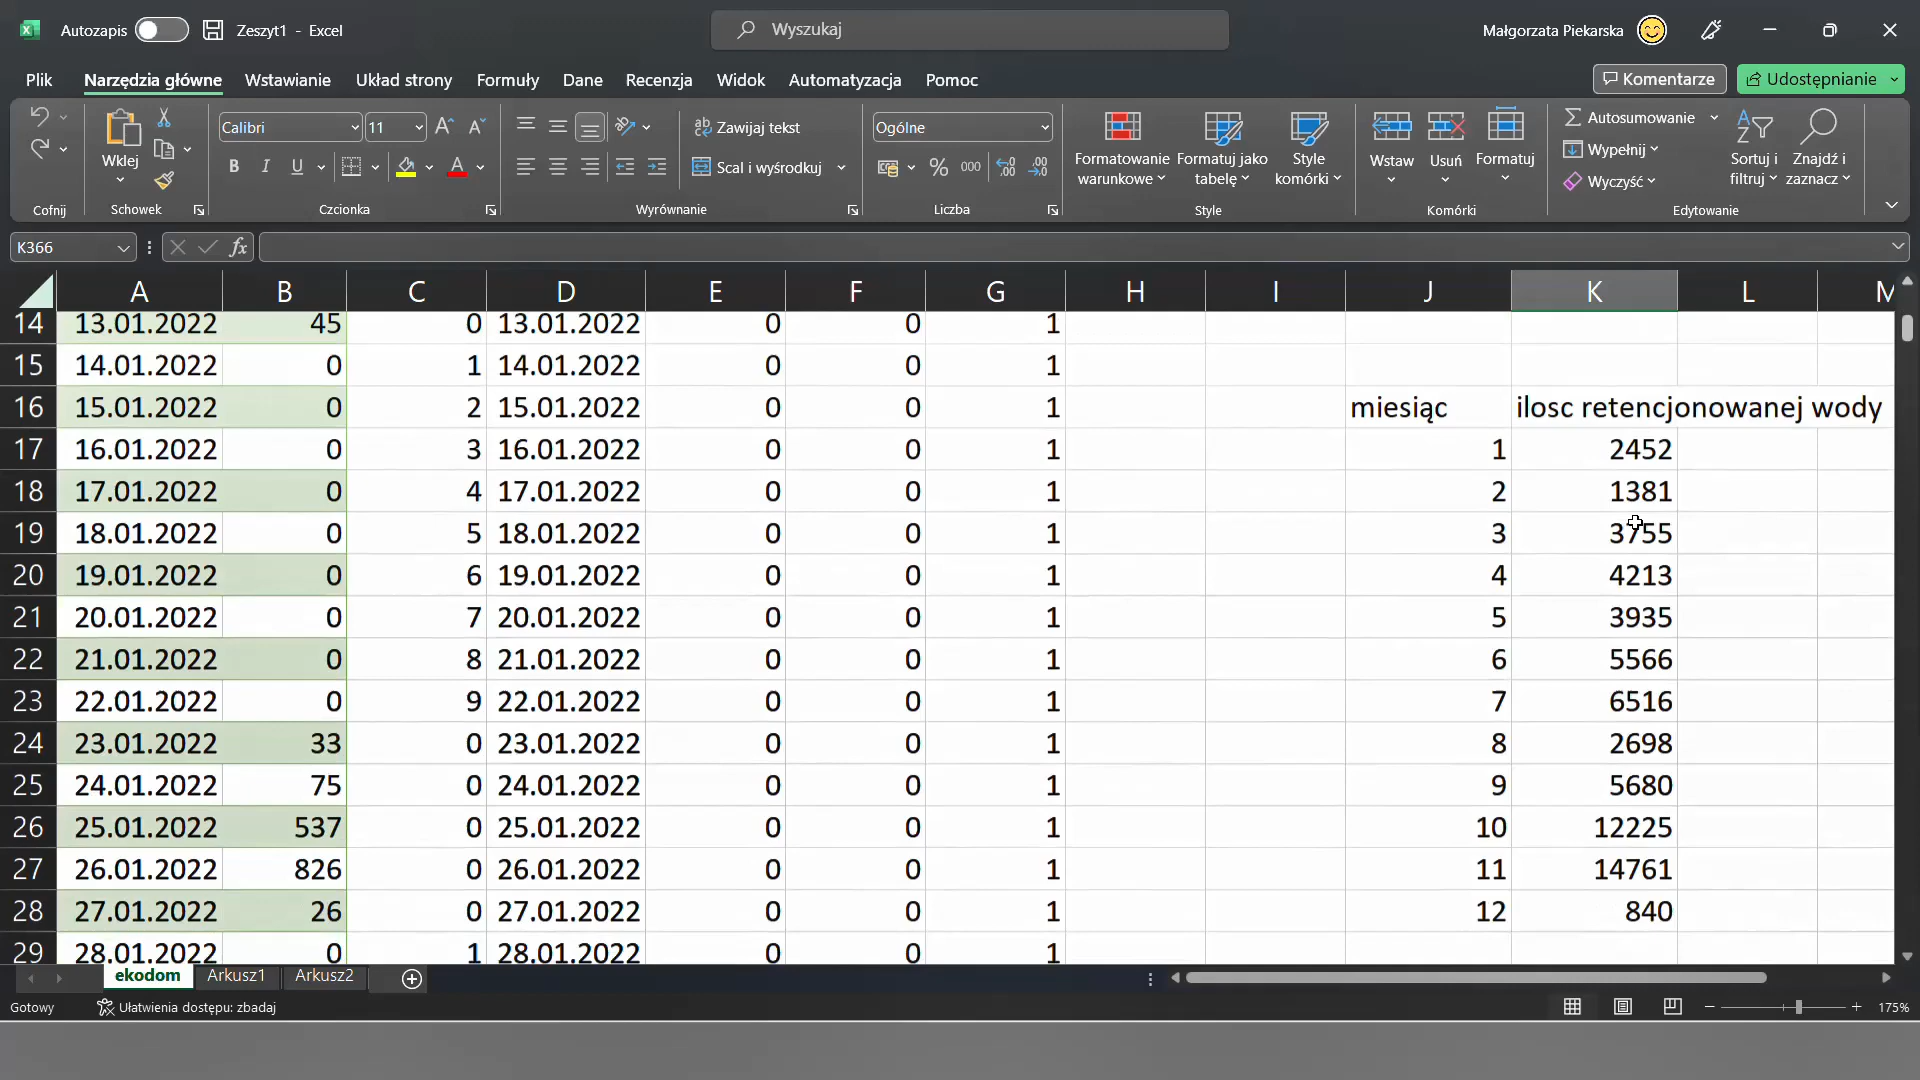 Autozapis Zeszyt1 - Excel Wyszukaj Małgorzata Piekarska
Plik Narzędzia główne Wstawianie Układ strony Formuły Dane Recenzja Widok Automatyzacja Pomoc Komentarze Udostępnianie
Calibri 11 Zawijaj tekst Ogólne Autosumowanie
Wklej Formatowanie warunkowe Formatuj jako tabelę Style komórki Wstaw Usuń Formatuj Wypełnij Sortuj i filtruj Znajdź i zaznacz
B I U A Scal i wyśrodkuj % 000 Wyczyść
Cofnij Schowek Czcionka Wyrównanie Liczba Style Komórki Edytowanie
K366 fx
A B C D E F G H I J K L M
14 13.01.2022 45 0 13.01.2022 0 0 1
15 14.01.2022 0 1 14.01.2022 0 0 1
16 15.01.2022 0 2 15.01.2022 0 0 1 miesiąc ilosc retencjonowanej wody
17 16.01.2022 0 3 16.01.2022 0 0 1 1 2452
18 17.01.2022 0 4 17.01.2022 0 0 1 2 1381
19 18.01.2022 0 5 18.01.2022 0 0 1 3 3755
20 19.01.2022 0 6 19.01.2022 0 0 1 4 4213
21 20.01.2022 0 7 20.01.2022 0 0 1 5 3935
22 21.01.2022 0 8 21.01.2022 0 0 1 6 5566
23 22.01.2022 0 9 22.01.2022 0 0 1 7 6516
24 23.01.2022 33 0 23.01.2022 0 0 1 8 2698
25 24.01.2022 75 0 24.01.2022 0 0 1 9 5680
26 25.01.2022 537 0 25.01.2022 0 0 1 10 12225
27 26.01.2022 826 0 26.01.2022 0 0 1 11 14761
28 27.01.2022 26 0 27.01.2022 0 0 1 12 840
29 28.01.2022 0 1 28.01.2022 0 0 1
ekodom Arkusz1 Arkusz2
Gotowy Ułatwienia dostępu: zbadaj 175%